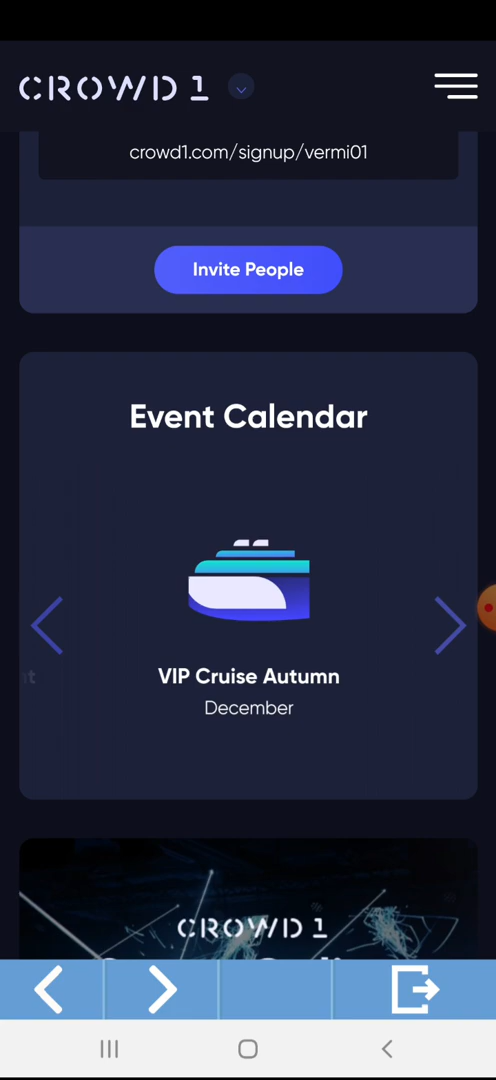 CROWD 1
crowd1.com/signup/vermi01
Invite People
Event Calendar
VIP Cruise Autumn
December
CROWD 1